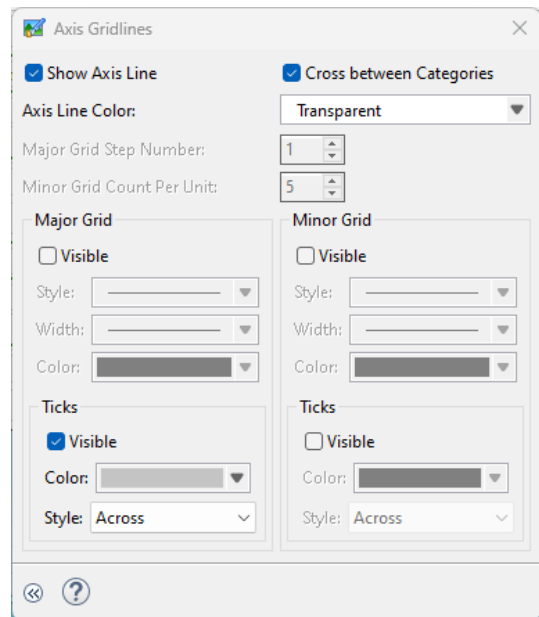 Axis Gridlines
Show Axis Line Cross between Categories
Axis Line Color: Transparent
Major Grid Step Number: 1
Minor Grid Count Per Unit: 5
Major Grid Minor Grid
Visible Visible
Style: Style:
Width: Width:
Color: Color:
Ticks Ticks
Visible Visible
Color: Color:
Style: Across Style: Across
?